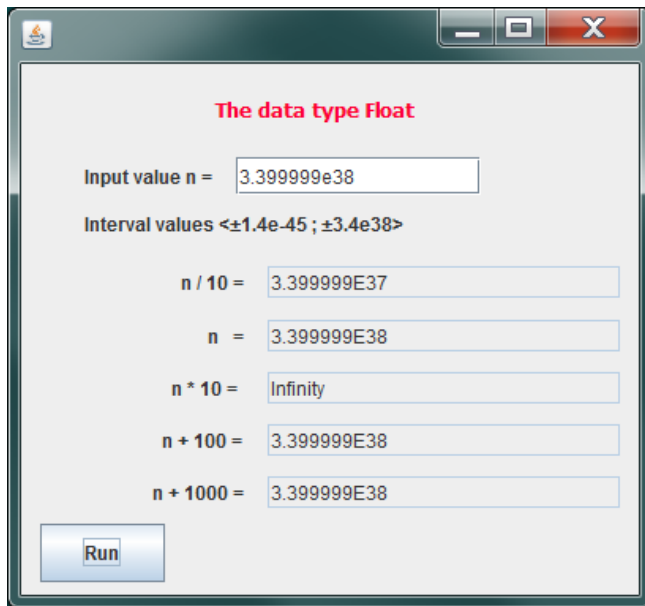 The data type Float
Input value n = 3.399999e38
Interval values <±1.4e-45 ; ±3.4e38>
n / 10 = 3.399999E37
n = 3.399999E38
n * 10 = Infinity
n + 100 = 3.399999E38
n + 1000 = 3.399999E38
Run